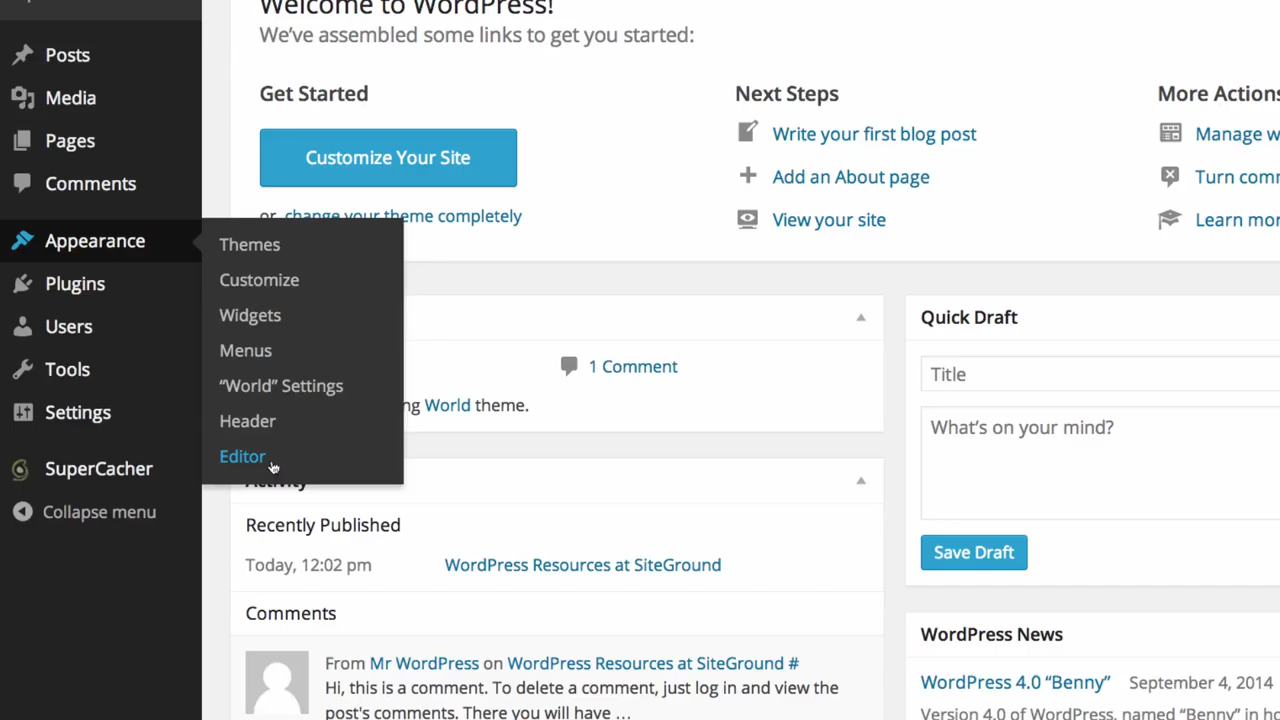 Welcome to WordPress!
We've assembled some links to get you started:
Posts
Media
Pages
Comments
Appearance
Plugins
Users
Tools
Settings
SuperCacher
Collapse menu
Themes
Customize
Widgets
Menus
“World” Settings
Header
Editor
Get Started
Customize Your Site
or change your theme completely
Next Steps
Write your first blog post
Add an About page
View your site
More Actions
Manage w
Turn comm
Learn mor
1 Comment
ng World theme.
Activity
Recently Published
Today, 12:02 pm WordPress Resources at SiteGround
Comments
From Mr WordPress on WordPress Resources at SiteGround #
Hi, this is a comment. To delete a comment, just log in and view the
post's comments. There you will have …
Quick Draft
Title
What's on your mind?
Save Draft
WordPress News
WordPress 4.0 “Benny” September 4, 2014
Version 4.0 of WordPress, named “Benny” in ho